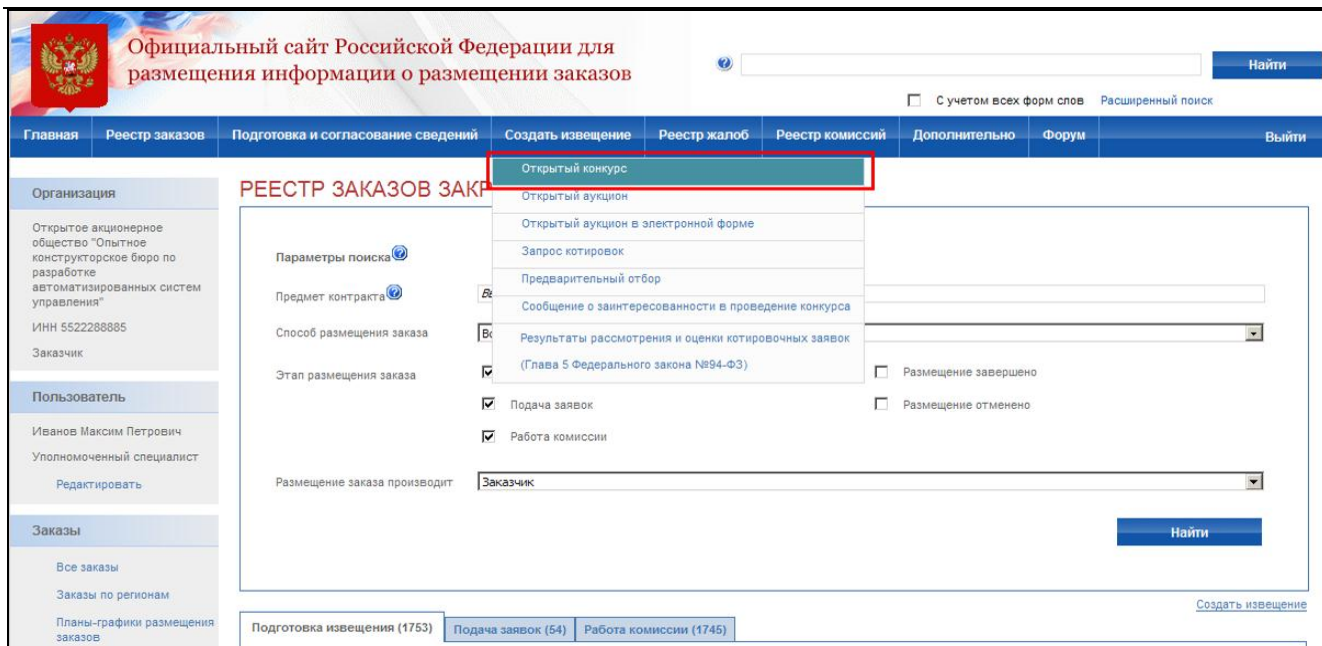 Официальный сайт Российской Федерации для
размещения информации о размещении заказов
Найти
С учетом всех форм слов Расширенный поиск
Главная Реестр заказов Подготовка и согласование сведений Создать извещение Реестр жалоб Реестр комиссий Дополнительно Форум Выйти
Открытый конкурс
Открытый аукцион
Открытый аукцион в электронной форме
Запрос котировок
Предварительный отбор
Сообщение о заинтересованности в проведение конкурса
Результаты рассмотрения и оценки котировочных заявок
(Глава 5 Федерального закона №94-ФЗ)
Организация
Открытое акционерное
общество "Опытное
конструкторское бюро по
разработке
автоматизированных систем
управления"
ИНН 5522288885
Заказчик
Пользователь
Иванов Максим Петрович
Уполномоченный специалист
Редактировать
Заказы
Все заказы
Заказы по регионам
Планы-графики размещения
заказов
РЕЕСТР ЗАКАЗОВ
Параметры поиска
Предмет контракта
Способ размещения заказа
Этап размещения заказа
Размещение завершено
Подача заявок
Размещение отменено
Работа комиссии
Размещение заказа производит Заказчик
Найти
Создать извещение
Подготовка извещения (1753) Подача заявок (54) Работа комиссии (1745)